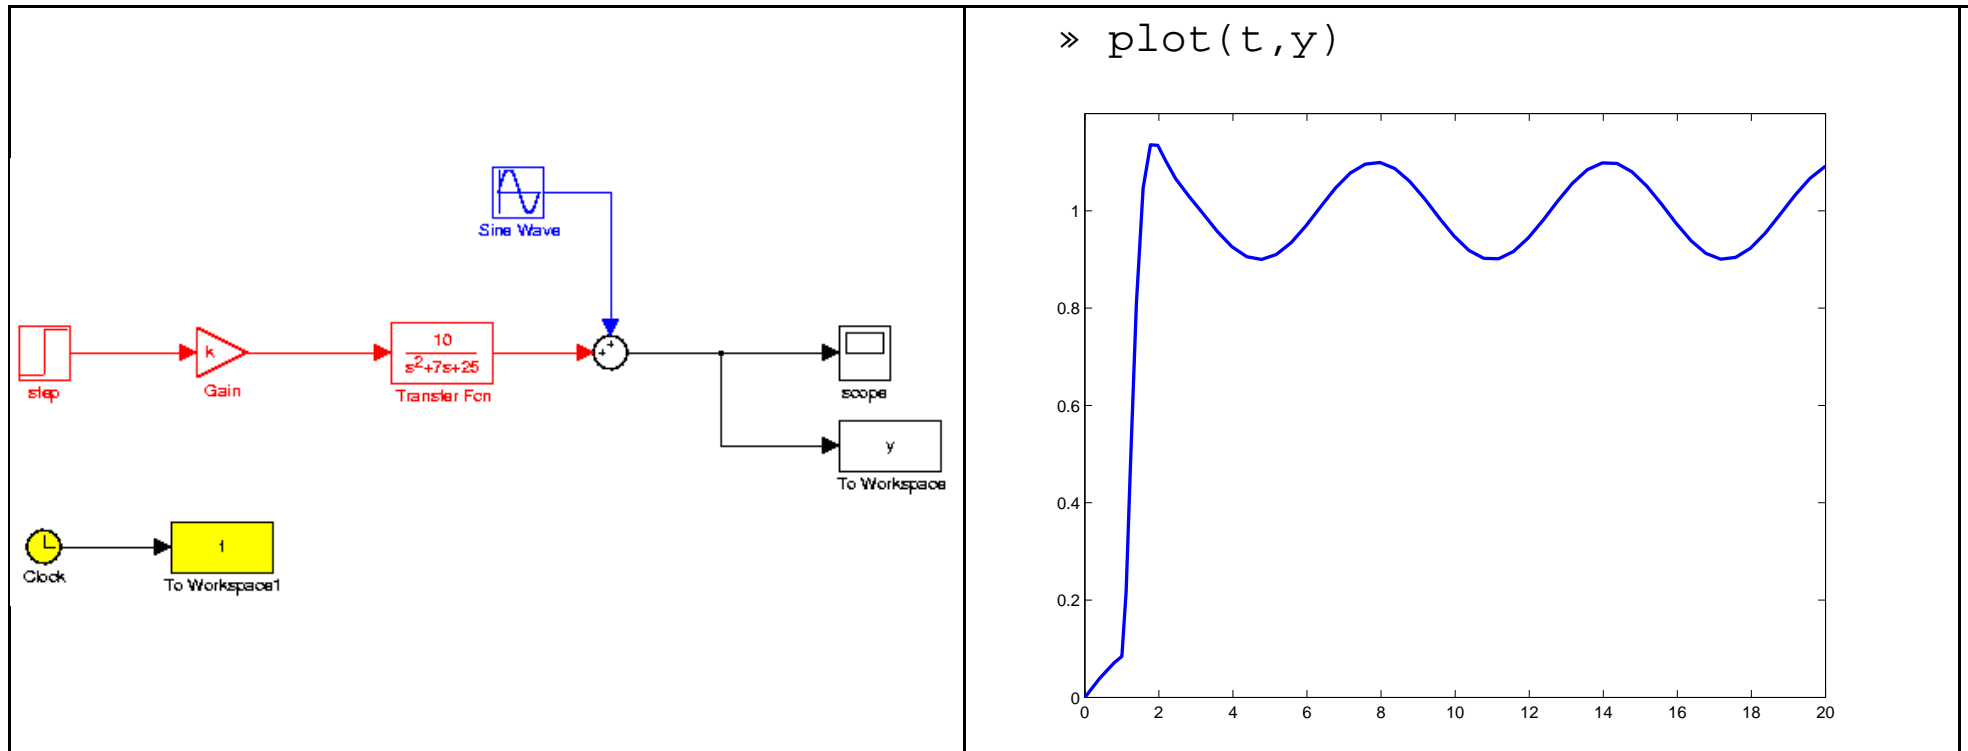 Sine Wave
step
k
Gain
10
s²+7s+25
Transfer Fcn
+
+
scope
y
To Workspace
Clock
t
To Workspace1
» plot(t,y)
1
0.8
0.6
0.4
0.2
0
0 2 4 6 8 10 12 14 16 18 20